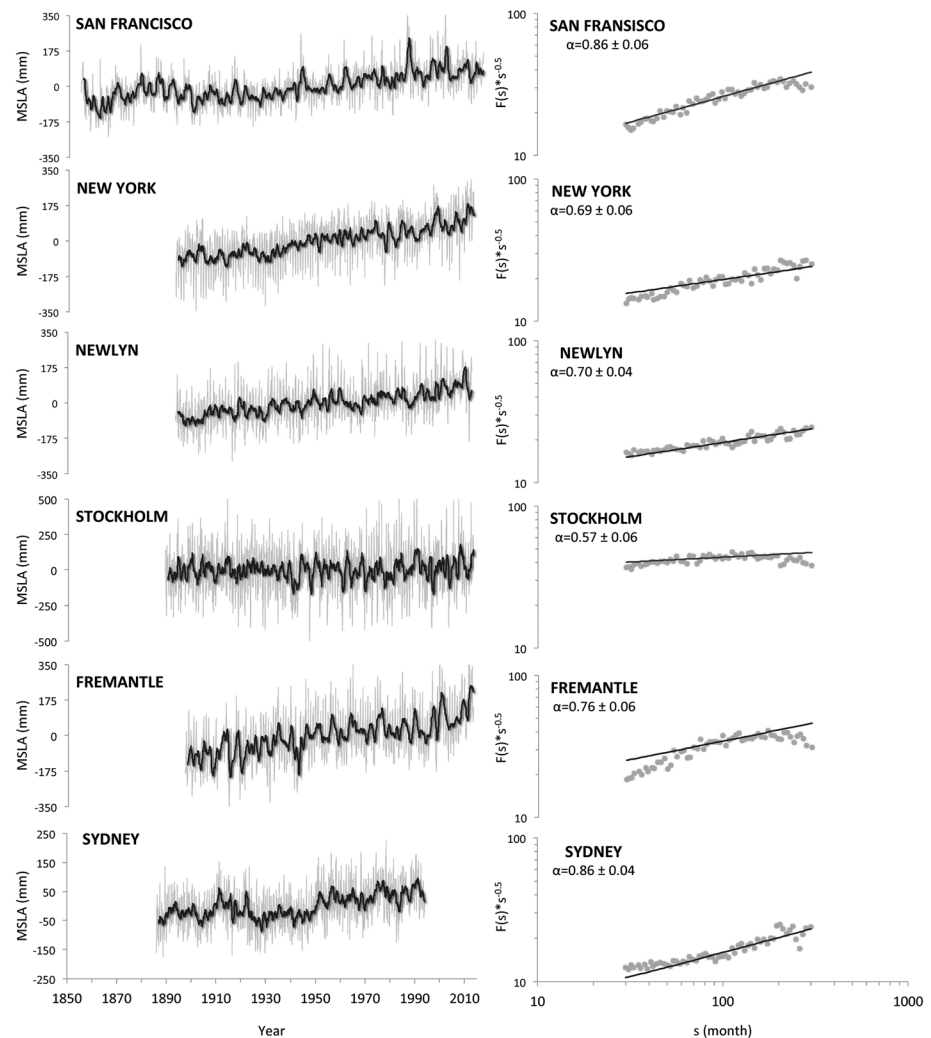 SAN FRANCISCO
MSLA (mm)
350
175
0
-175
-350
SAN FRANSISCO
α=0.86 ± 0.06
F(s)*s-0.5
100
10
NEW YORK
MSLA (mm)
350
175
0
-175
-350
NEW YORK
α=0.69 ± 0.06
F(s)*s-0.5
100
10
NEWLYN
MSLA (mm)
350
175
0
-175
-350
NEWLYN
α=0.70 ± 0.04
F(s)*s-0.5
100
10
STOCKHOLM
MSLA (mm)
500
250
0
-250
-500
STOCKHOLM
α=0.57 ± 0.06
F(s)*s-0.5
100
10
FREMANTLE
MSLA (mm)
350
175
0
-175
-350
FREMANTLE
α=0.76 ± 0.06
F(s)*s-0.5
100
10
SYDNEY
MSLA (mm)
250
150
50
-50
-150
-250
1850 1870 1890 1910 1930 1950 1970 1990 2010
Year
SYDNEY
α=0.86 ± 0.04
F(s)*s-0.5
100
10
10 100 1000
s (month)